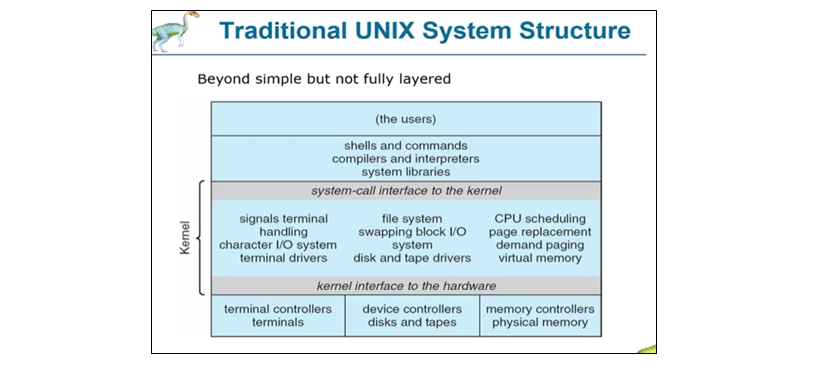 Traditional UNIX System Structure
Beyond simple but not fully layered
(the users)
shells and commands
compilers and interpreters
system libraries
system-call interface to the kernel
Kernel
signals terminal
handling
character I/O system
terminal drivers
file system
swapping block I/O
system
disk and tape drivers
CPU scheduling
page replacement
demand paging
virtual memory
kernel interface to the hardware
terminal controllers
terminals
device controllers
disks and tapes
memory controllers
physical memory